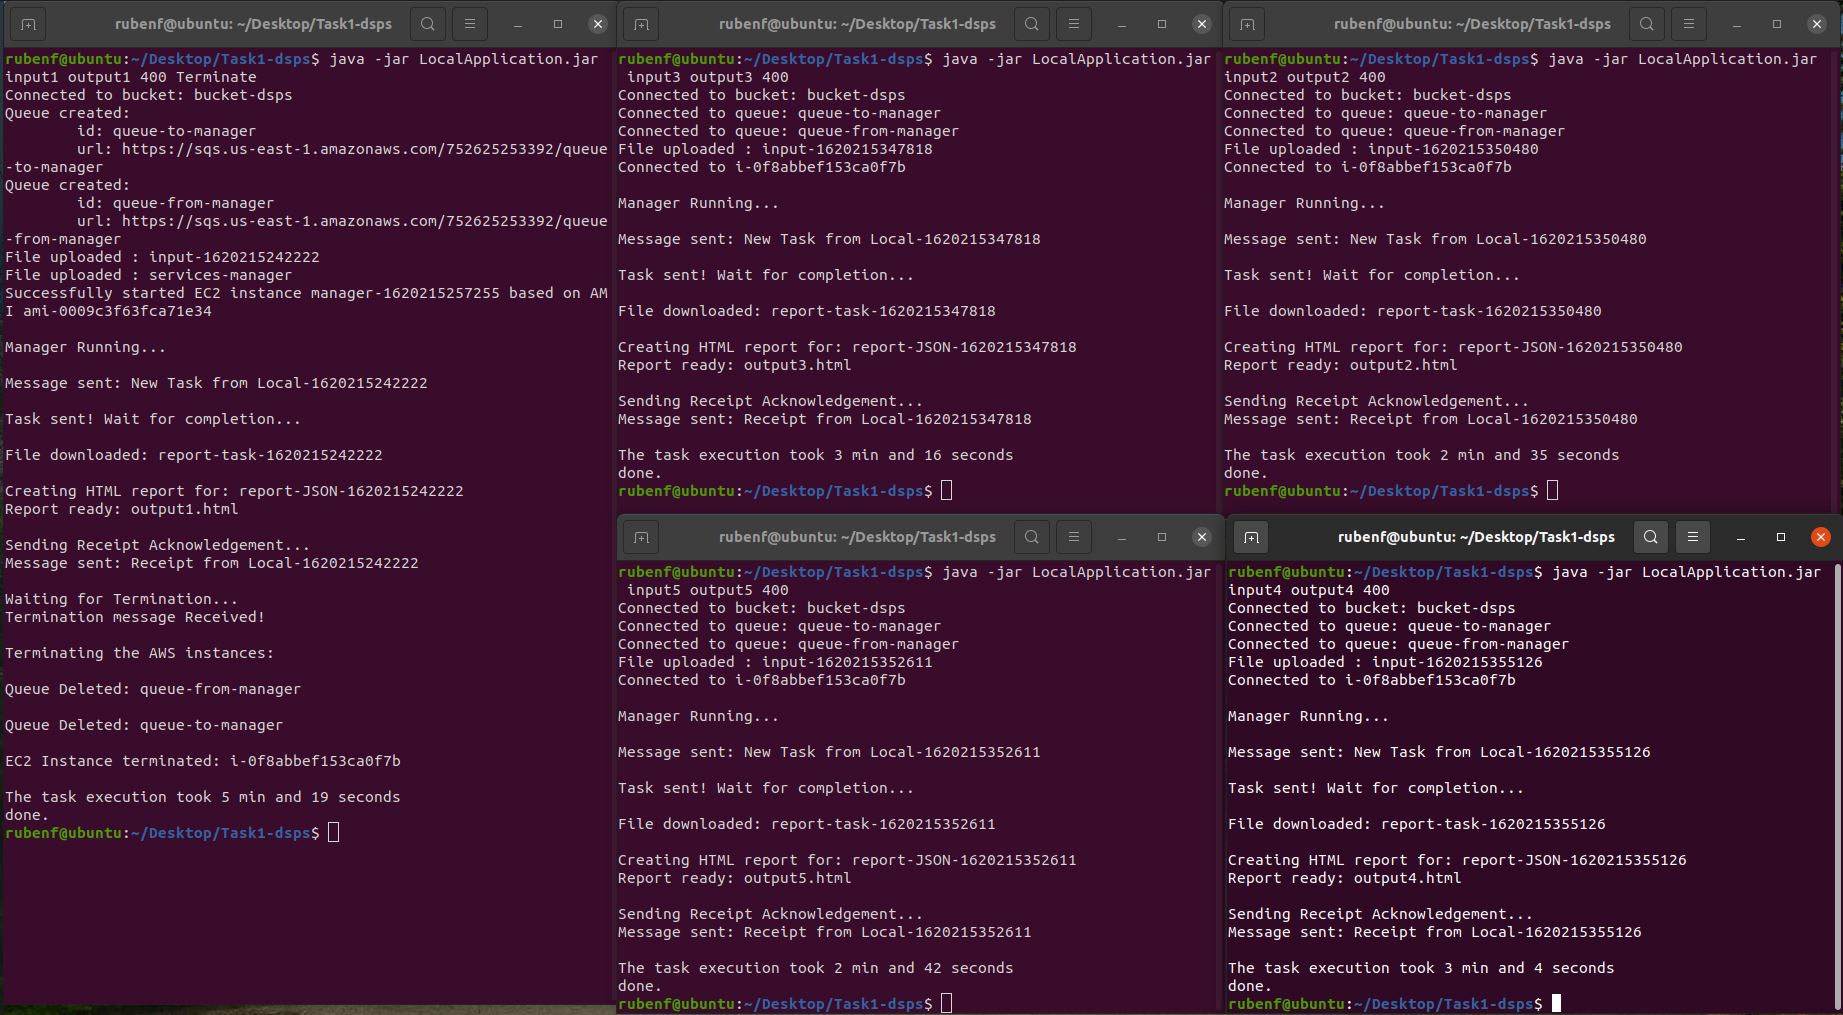 rubenf@ubuntu: ~/Desktop/Task1-dsps
rubenf@ubuntu:~/Desktop/Task1-dsps$ java -jar LocalApplication.jar
input1 output1 400 Terminate
Connected to bucket: bucket-dsps
Queue created:
id: queue-to-manager
url: https://sqs.us-east-1.amazonaws.com/752625253392/queue
-to-manager
Queue created:
id: queue-from-manager
url: https://sqs.us-east-1.amazonaws.com/752625253392/queue
-from-manager
File uploaded : input-1620215242222
File uploaded : services-manager
Successfully started EC2 instance manager-1620215257255 based on AM
I ami-0009c3f63fca71e34
Manager Running...
Message sent: New Task from Local-1620215242222
Task sent! Wait for completion...
File downloaded: report-task-1620215242222
Creating HTML report for: report-JSON-1620215242222
Report ready: output1.html
Sending Receipt Acknowledgement...
Message sent: Receipt from Local-1620215242222
Waiting for Termination...
Termination message Received!
Terminating the AWS instances:
Queue Deleted: queue-from-manager
Queue Deleted: queue-to-manager
EC2 Instance terminated: i-0f8abbef153ca0f7b
The task execution took 5 min and 19 seconds
done.
rubenf@ubuntu:~/Desktop/Task1-dsps$
rubenf@ubuntu: ~/Desktop/Task1-dsps
rubenf@ubuntu:~/Desktop/Task1-dsps$ java -jar LocalApplication.jar
input3 output3 400
Connected to bucket: bucket-dsps
Connected to queue: queue-to-manager
Connected to queue: queue-from-manager
File uploaded : input-1620215347818
Connected to i-0f8abbef153ca0f7b
Manager Running...
Message sent: New Task from Local-1620215347818
Task sent! Wait for completion...
File downloaded: report-task-1620215347818
Creating HTML report for: report-JSON-1620215347818
Report ready: output3.html
Sending Receipt Acknowledgement...
Message sent: Receipt from Local-1620215347818
The task execution took 3 min and 16 seconds
done.
rubenf@ubuntu:~/Desktop/Task1-dsps$
rubenf@ubuntu: ~/Desktop/Task1-dsps
rubenf@ubuntu:~/Desktop/Task1-dsps$ java -jar LocalApplication.jar
input2 output2 400
Connected to bucket: bucket-dsps
Connected to queue: queue-to-manager
Connected to queue: queue-from-manager
File uploaded : input-1620215350480
Connected to i-0f8abbef153ca0f7b
Manager Running...
Message sent: New Task from Local-1620215350480
Task sent! Wait for completion...
File downloaded: report-task-1620215350480
Creating HTML report for: report-JSON-1620215350480
Report ready: output2.html
Sending Receipt Acknowledgement...
Message sent: Receipt from Local-1620215350480
The task execution took 2 min and 35 seconds
done.
rubenf@ubuntu:~/Desktop/Task1-dsps$
rubenf@ubuntu: ~/Desktop/Task1-dsps
rubenf@ubuntu:~/Desktop/Task1-dsps$ java -jar LocalApplication.jar
input5 output5 400
Connected to bucket: bucket-dsps
Connected to queue: queue-to-manager
Connected to queue: queue-from-manager
File uploaded : input-1620215352611
Connected to i-0f8abbef153ca0f7b
Manager Running...
Message sent: New Task from Local-1620215352611
Task sent! Wait for completion...
File downloaded: report-task-1620215352611
Creating HTML report for: report-JSON-1620215352611
Report ready: output5.html
Sending Receipt Acknowledgement...
Message sent: Receipt from Local-1620215352611
The task execution took 2 min and 42 seconds
done.
rubenf@ubuntu:~/Desktop/Task1-dsps$
rubenf@ubuntu: ~/Desktop/Task1-dsps
rubenf@ubuntu:~/Desktop/Task1-dsps$ java -jar LocalApplication.jar
input4 output4 400
Connected to bucket: bucket-dsps
Connected to queue: queue-to-manager
Connected to queue: queue-from-manager
File uploaded : input-1620215355126
Connected to i-0f8abbef153ca0f7b
Manager Running...
Message sent: New Task from Local-1620215355126
Task sent! Wait for completion...
File downloaded: report-task-1620215355126
Creating HTML report for: report-JSON-1620215355126
Report ready: output4.html
Sending Receipt Acknowledgement...
Message sent: Receipt from Local-1620215355126
The task execution took 3 min and 4 seconds
done.
rubenf@ubuntu:~/Desktop/Task1-dsps$